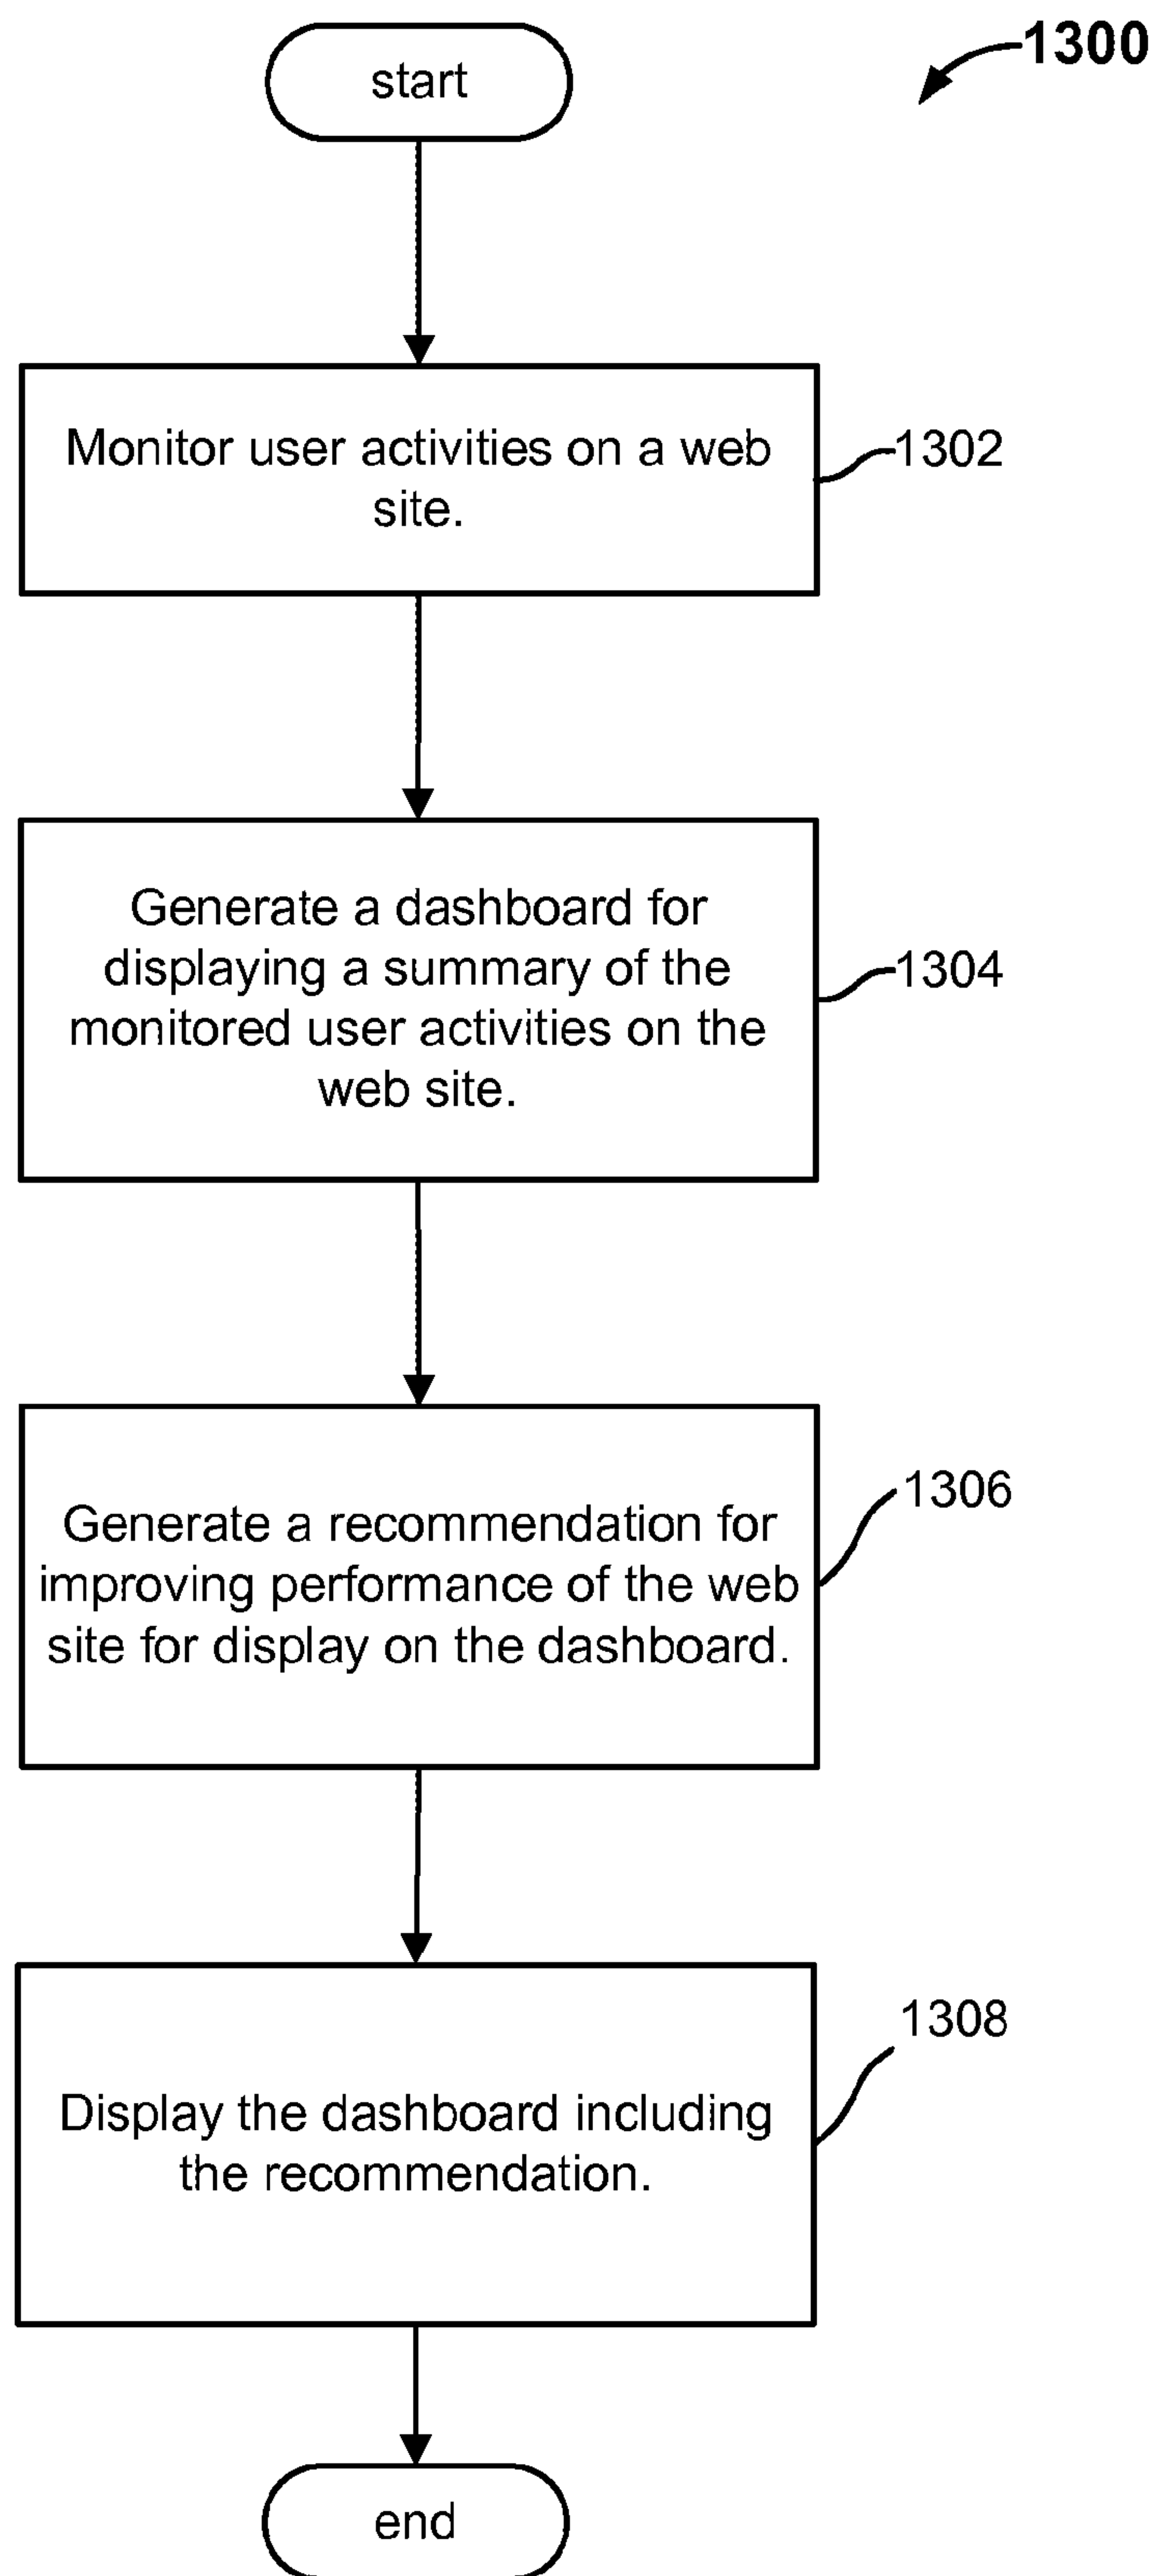 start
1300
Monitor user activities on a web
site.
1302
Generate a dashboard for
displaying a summary of the
monitored user activities on the
web site.
1304
Generate a recommendation for
improving performance of the web
site for display on the dashboard.
1306
Display the dashboard including
the recommendation.
1308
end